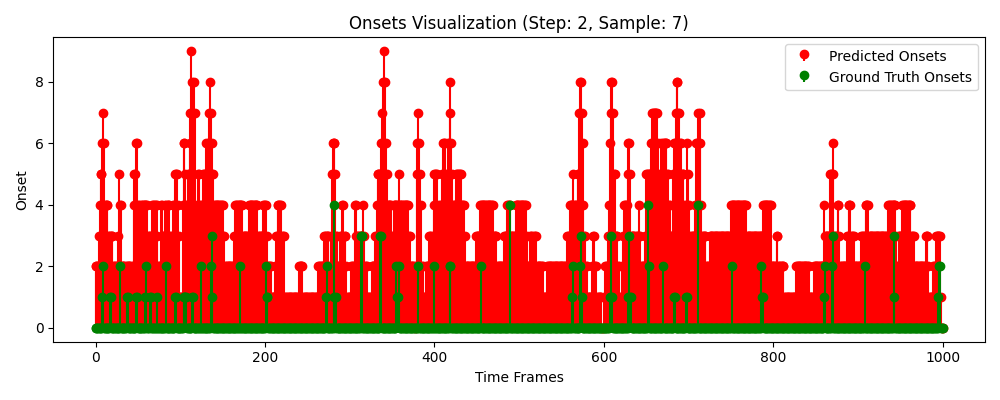 Onsets Visualization (Step: 2, Sample: 7)
Predicted Onsets
Ground Truth Onsets
Onset
8
6
4
2
0
0 200 400 600 800 1000
Time Frames